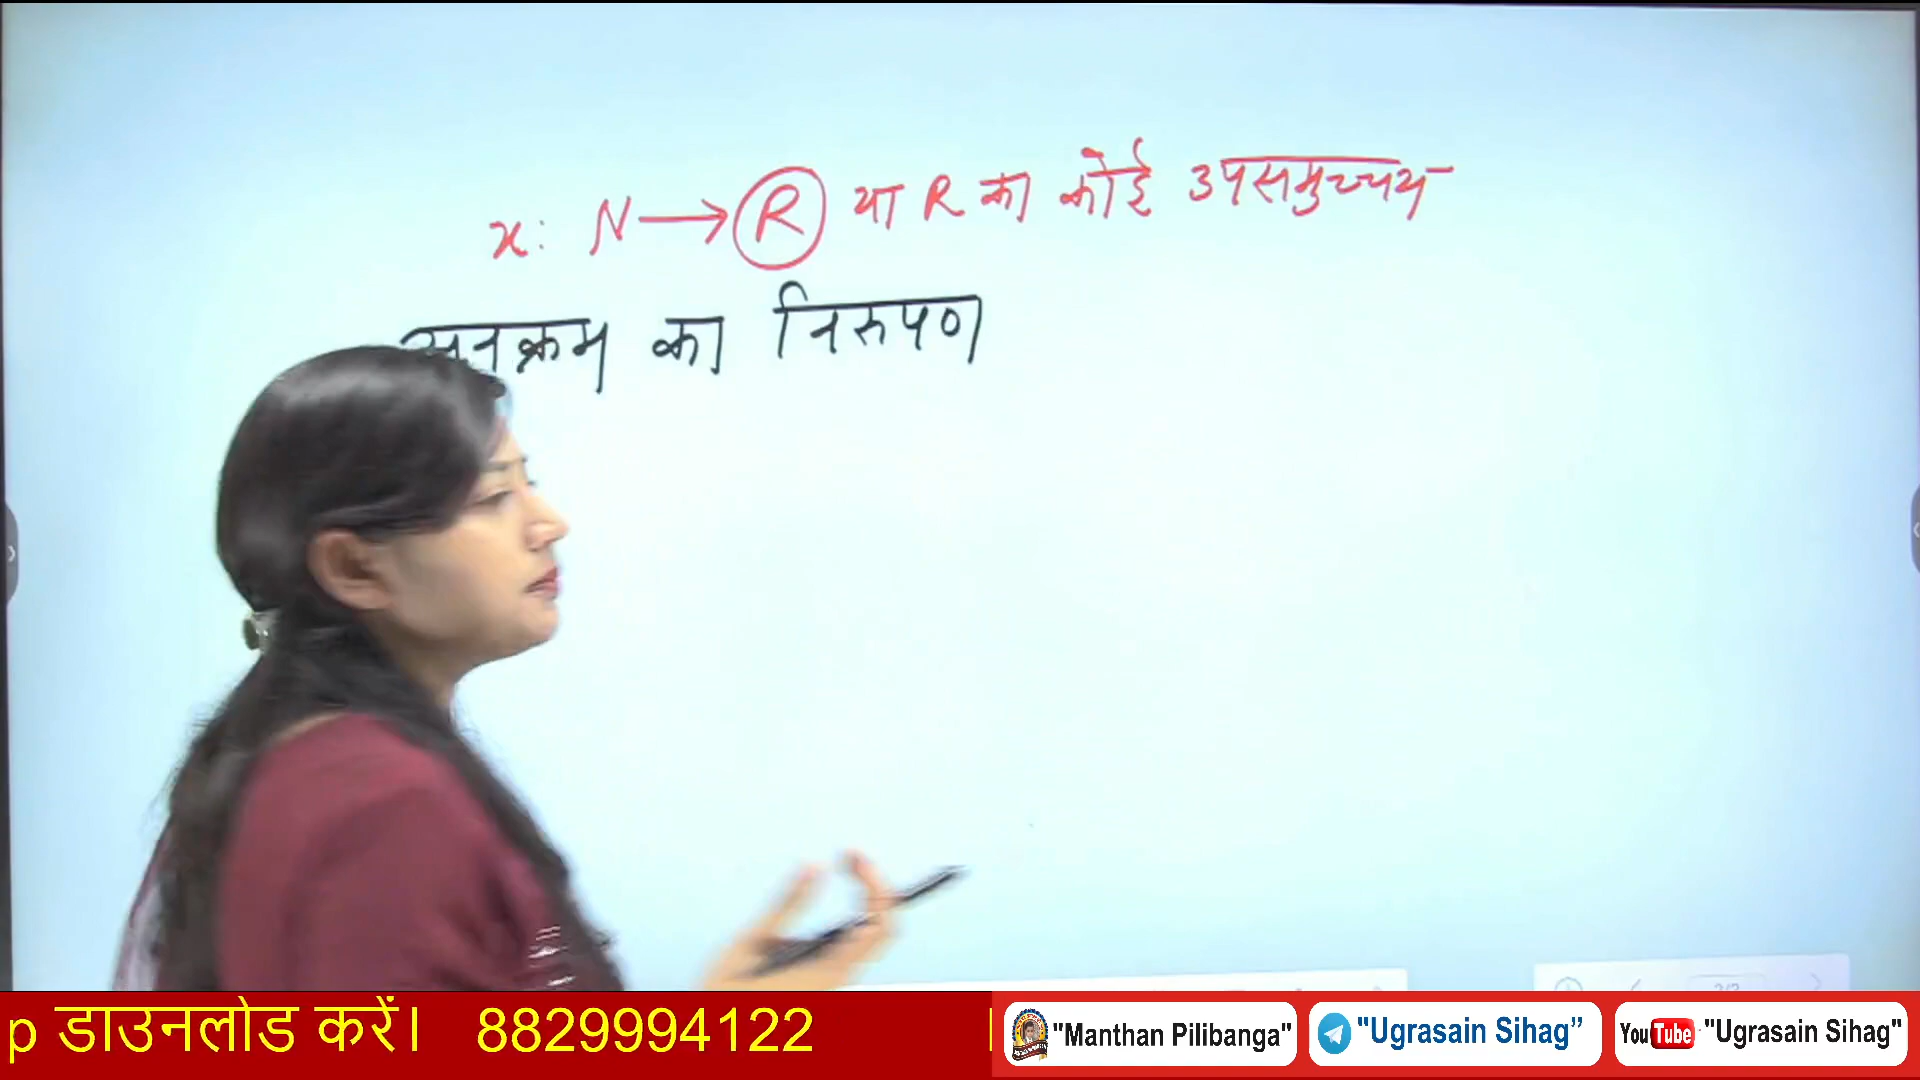 x: N → R या R का कोई उपसमुच्चय
अनुक्रम का निरुपण
p डाउनलोड करें। 8829994122
"Manthan Pilibanga"
"Ugrasain Sihag"
YouTube "Ugrasain Sihag"